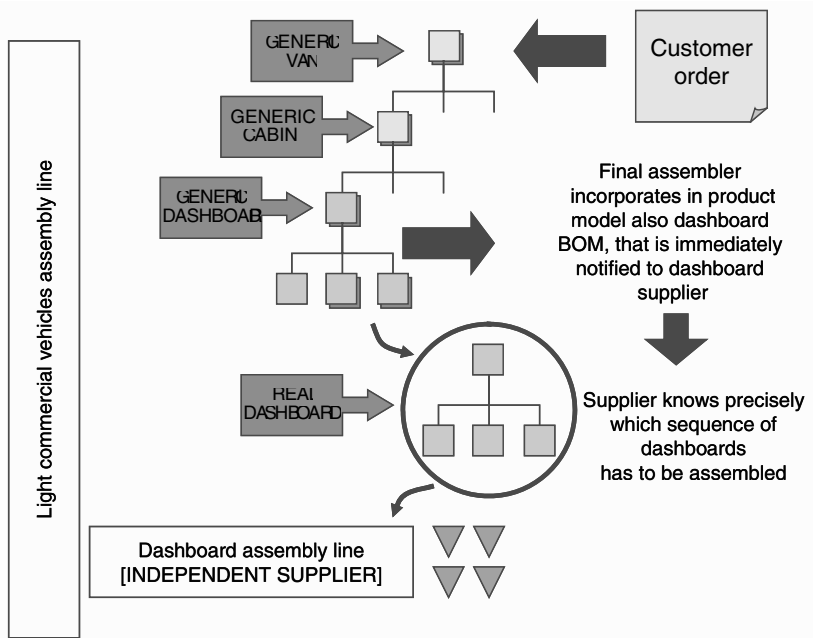 GENERIC
VAN
Customer
order
GENERIC
CABIN
GENERIC
DASHBOARD
Final assembler
incorporates in product
model also dashboard
BOM, that is immediately
notified to dashboard
supplier
Light commercial vehicles assembly line
REAL
DASHBOARD
Supplier knows precisely
which sequence of
dashboards
has to be assembled
Dashboard assembly line
[INDEPENDENT SUPPLIER]